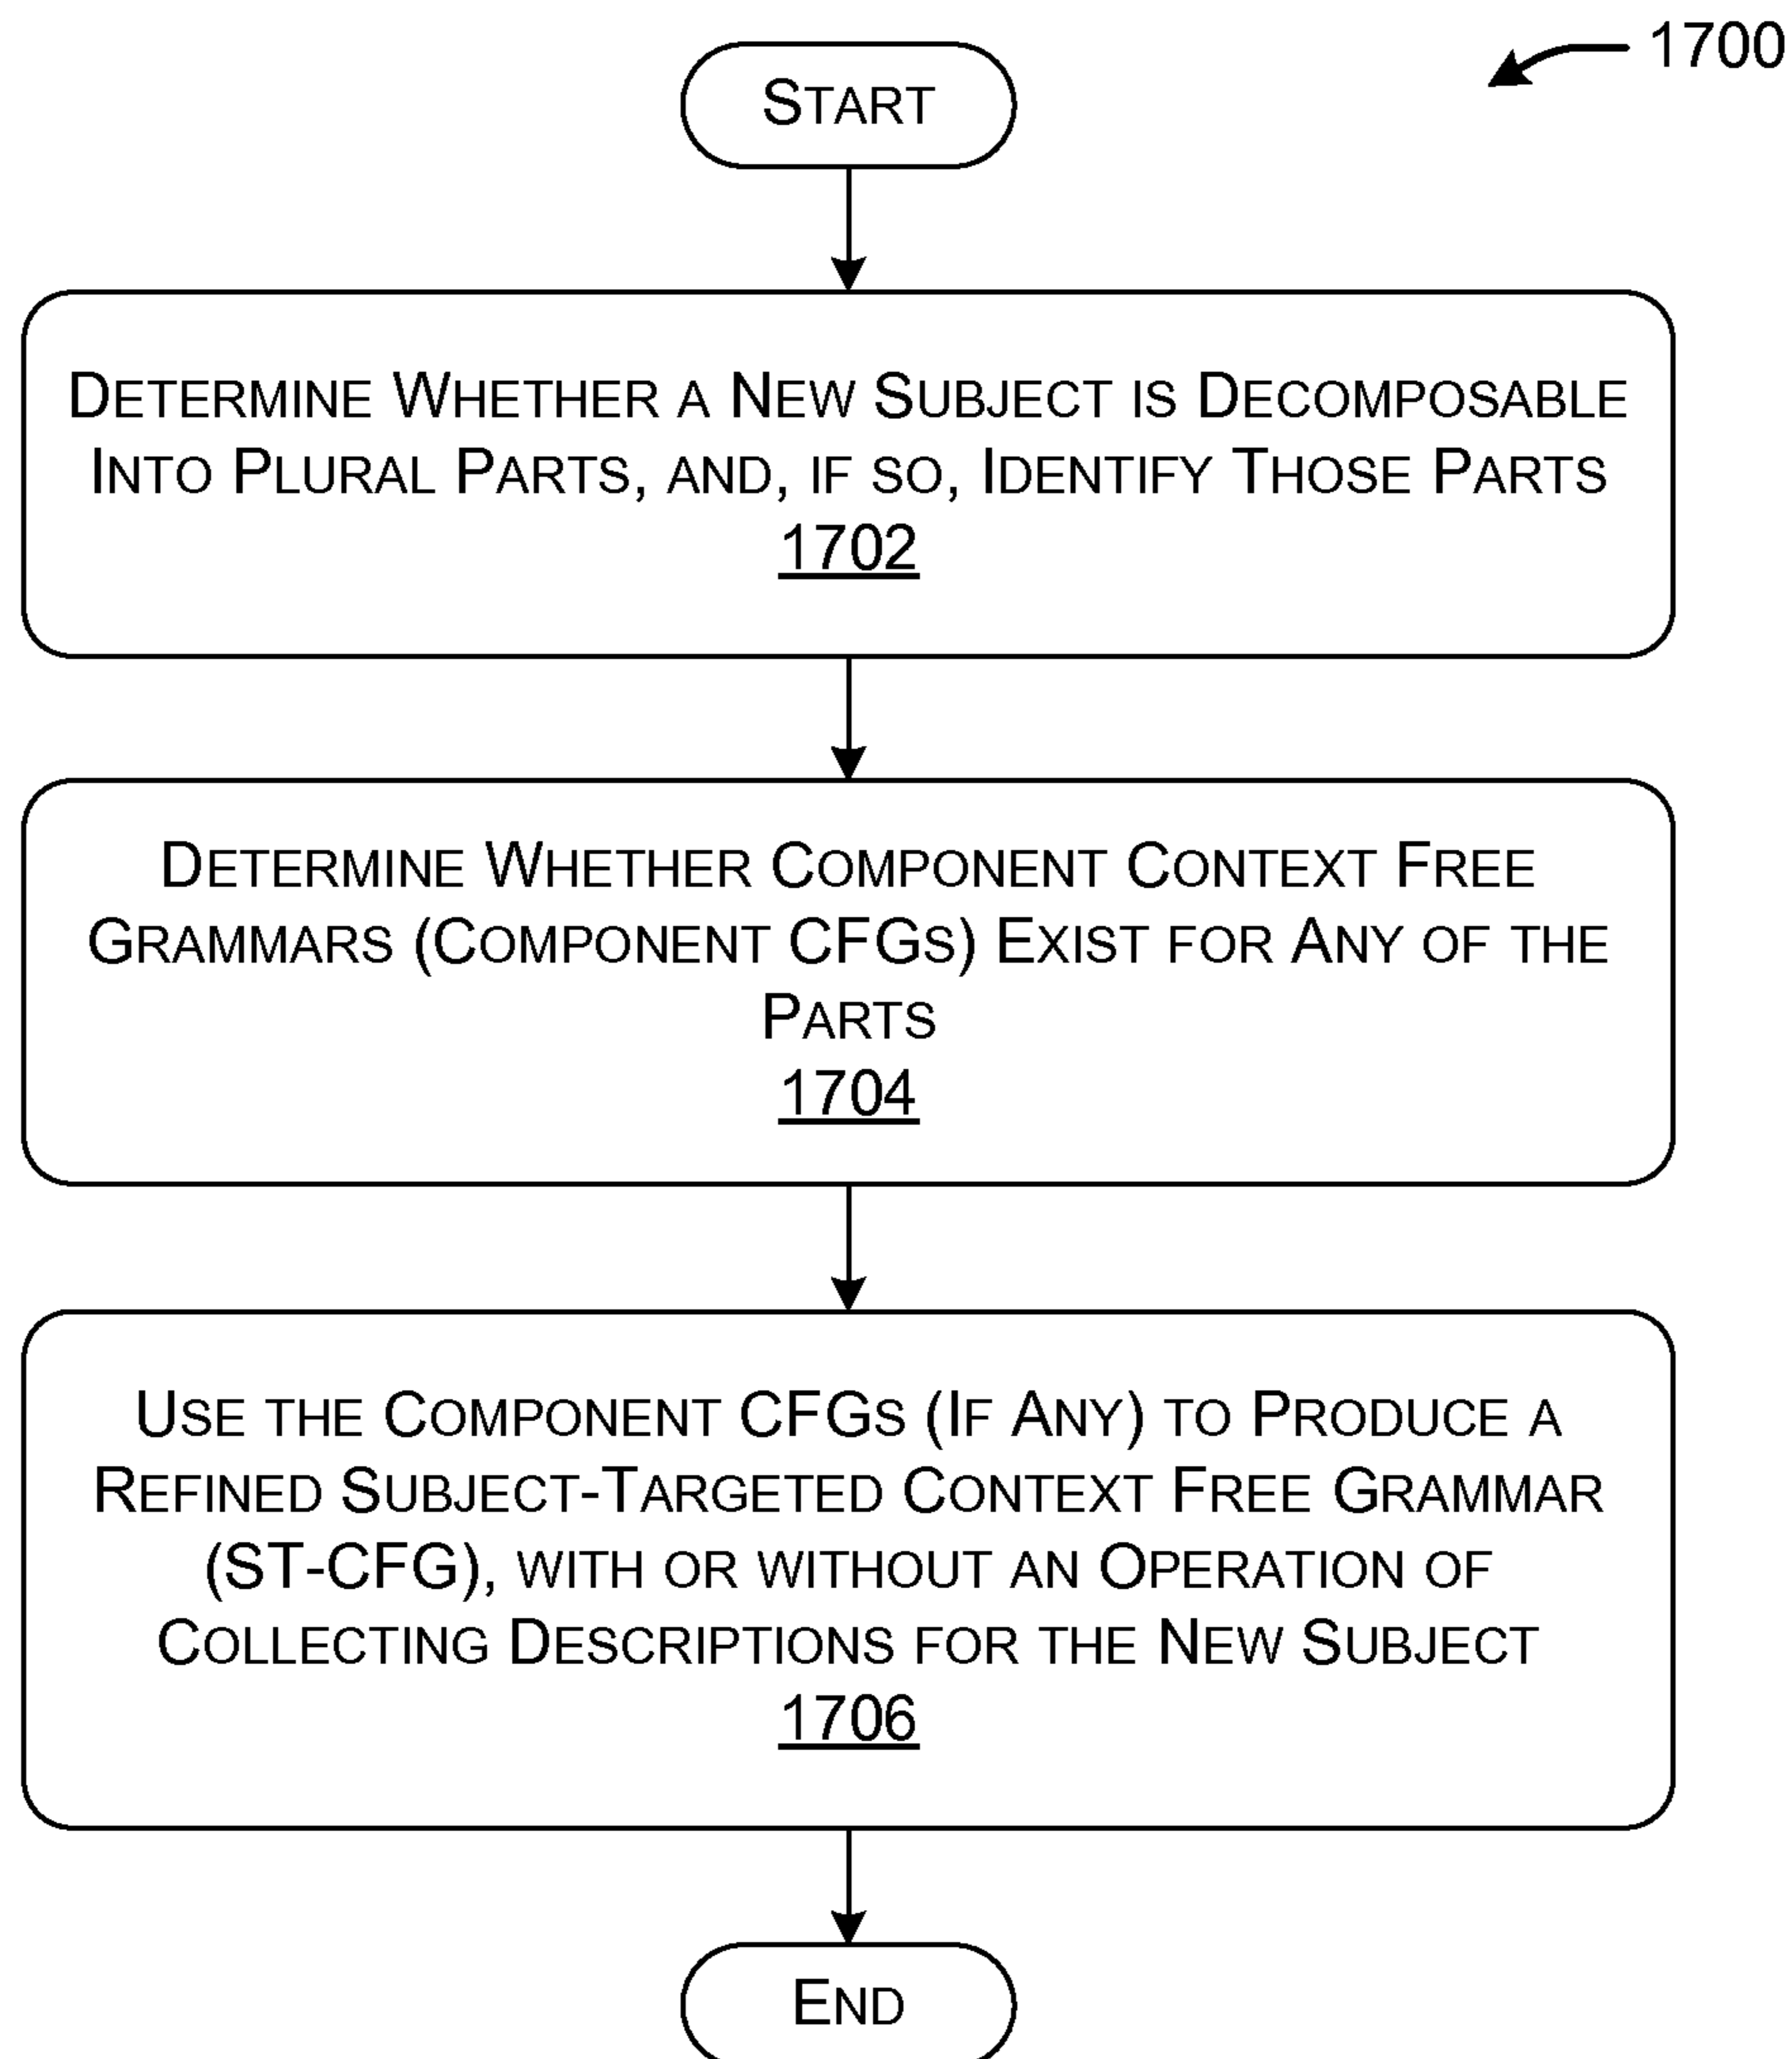 1700
START
DETERMINE WHETHER A NEW SUBJECT IS DECOMPOSABLE
INTO PLURAL PARTS, AND, IF SO, IDENTIFY THOSE PARTS
1702
DETERMINE WHETHER COMPONENT CONTEXT FREE
GRAMMARS (COMPONENT CFGS) EXIST FOR ANY OF THE
PARTS
1704
USE THE COMPONENT CFGS (IF ANY) TO PRODUCE A
REFINED SUBJECT-TARGETED CONTEXT FREE GRAMMAR
(ST-CFG), WITH OR WITHOUT AN OPERATION OF
COLLECTING DESCRIPTIONS FOR THE NEW SUBJECT
1706
END